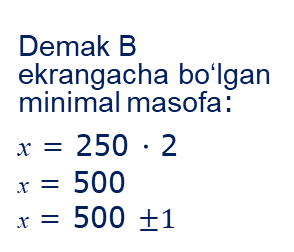 Demak B
ekrangacha bo‘lgan
minimal masofa:
x = 250 · 2
x = 500
x = 500 ±1